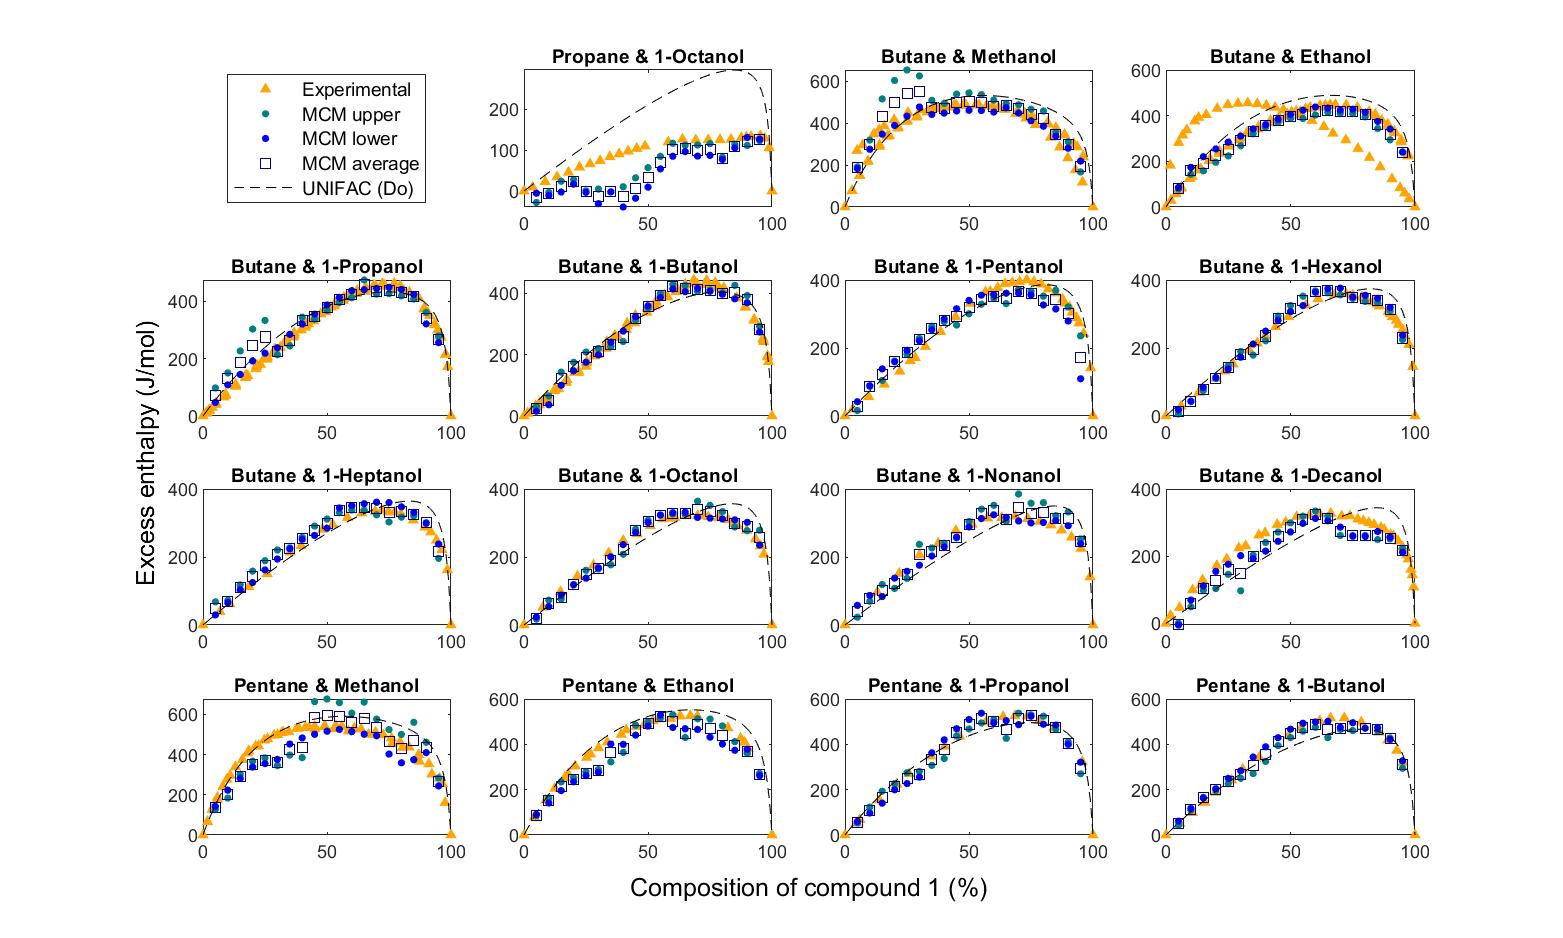 Experimental
MCM upper
MCM lower
MCM average
UNIFAC (Do)
Propane & 1-Octanol
200
100
0
0 50 100
Butane & Methanol
600
400
200
0
0 50 100
Butane & Ethanol
600
400
200
0
0 50 100
Excess enthalpy (J/mol)
Butane & 1-Propanol
400
200
0
0 50 100
Butane & 1-Butanol
400
200
0
0 50 100
Butane & 1-Pentanol
400
200
0
0 50 100
Butane & 1-Hexanol
400
200
0
0 50 100
Butane & 1-Heptanol
400
200
0
0 50 100
Butane & 1-Octanol
400
200
0
0 50 100
Butane & 1-Nonanol
400
200
0
0 50 100
Butane & 1-Decanol
400
200
0
0 50 100
Pentane & Methanol
600
400
200
0
0 50 100
Pentane & Ethanol
600
400
200
0
0 50 100
Pentane & 1-Propanol
600
400
200
0
0 50 100
Pentane & 1-Butanol
600
400
200
0
0 50 100
Composition of compound 1 (%)